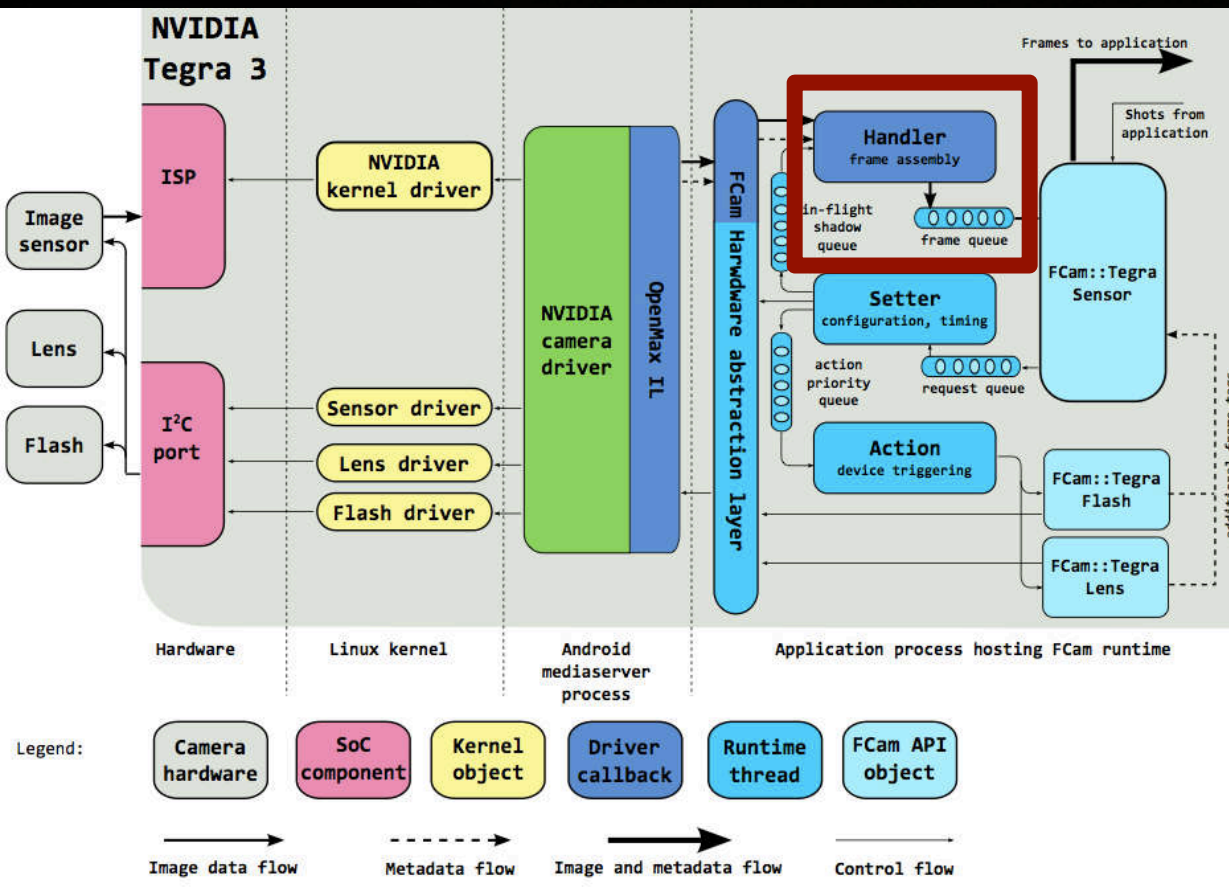 NVIDIA
Tegra 3
Frames to application
Shots from
application
ISP
NVIDIA
kernel driver
Handler
frame assembly
Image
sensor
in-flight
shadow
queue
frame queue
FCam Harwdware abstraction layer
FCam::Tegra
Sensor
Setter
configuration, timing
OpenMax IL
NVIDIA
camera
driver
Lens
action
priority
queue
request queue
Sensor driver
I²C
port
Flash
Action
device triggering
Lens driver
FCam::Tegra
Flash
Flash driver
FCam::Tegra
Lens
Hardware
Linux kernel
Android
mediaserver
process
Application process hosting FCam runtime
Legend:
Camera
hardware
SoC
component
Kernel
object
Driver
callback
Runtime
thread
FCam API
object
Image data flow
Metadata flow
Image and metadata flow
Control flow